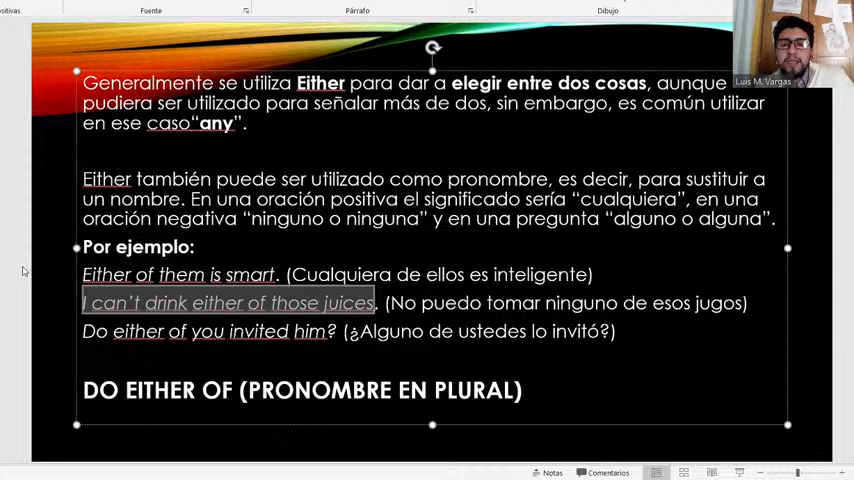 ositivas
Fuente
Párrafo
Dibujo
Luis M. Vargas
Generalmente se utiliza Either para dar a elegir entre dos cosas, aunque
pudiera ser utilizado para señalar más de dos, sin embargo, es común utilizar
en ese caso“any”.
Either también puede ser utilizado como pronombre, es decir, para sustituir a
un nombre. En una oración positiva el significado sería “cualquiera”, en una
oración negativa “ninguno o ninguna” y en una pregunta “alguno o alguna”.
Por ejemplo:
Either of them is smart. (Cualquiera de ellos es inteligente)
I can’t drink either of those juices. (No puedo tomar ninguno de esos jugos)
Do either of you invited him? (¿Alguno de ustedes lo invitó?)
DO EITHER OF (PRONOMBRE EN PLURAL)
Notas
Comentarios